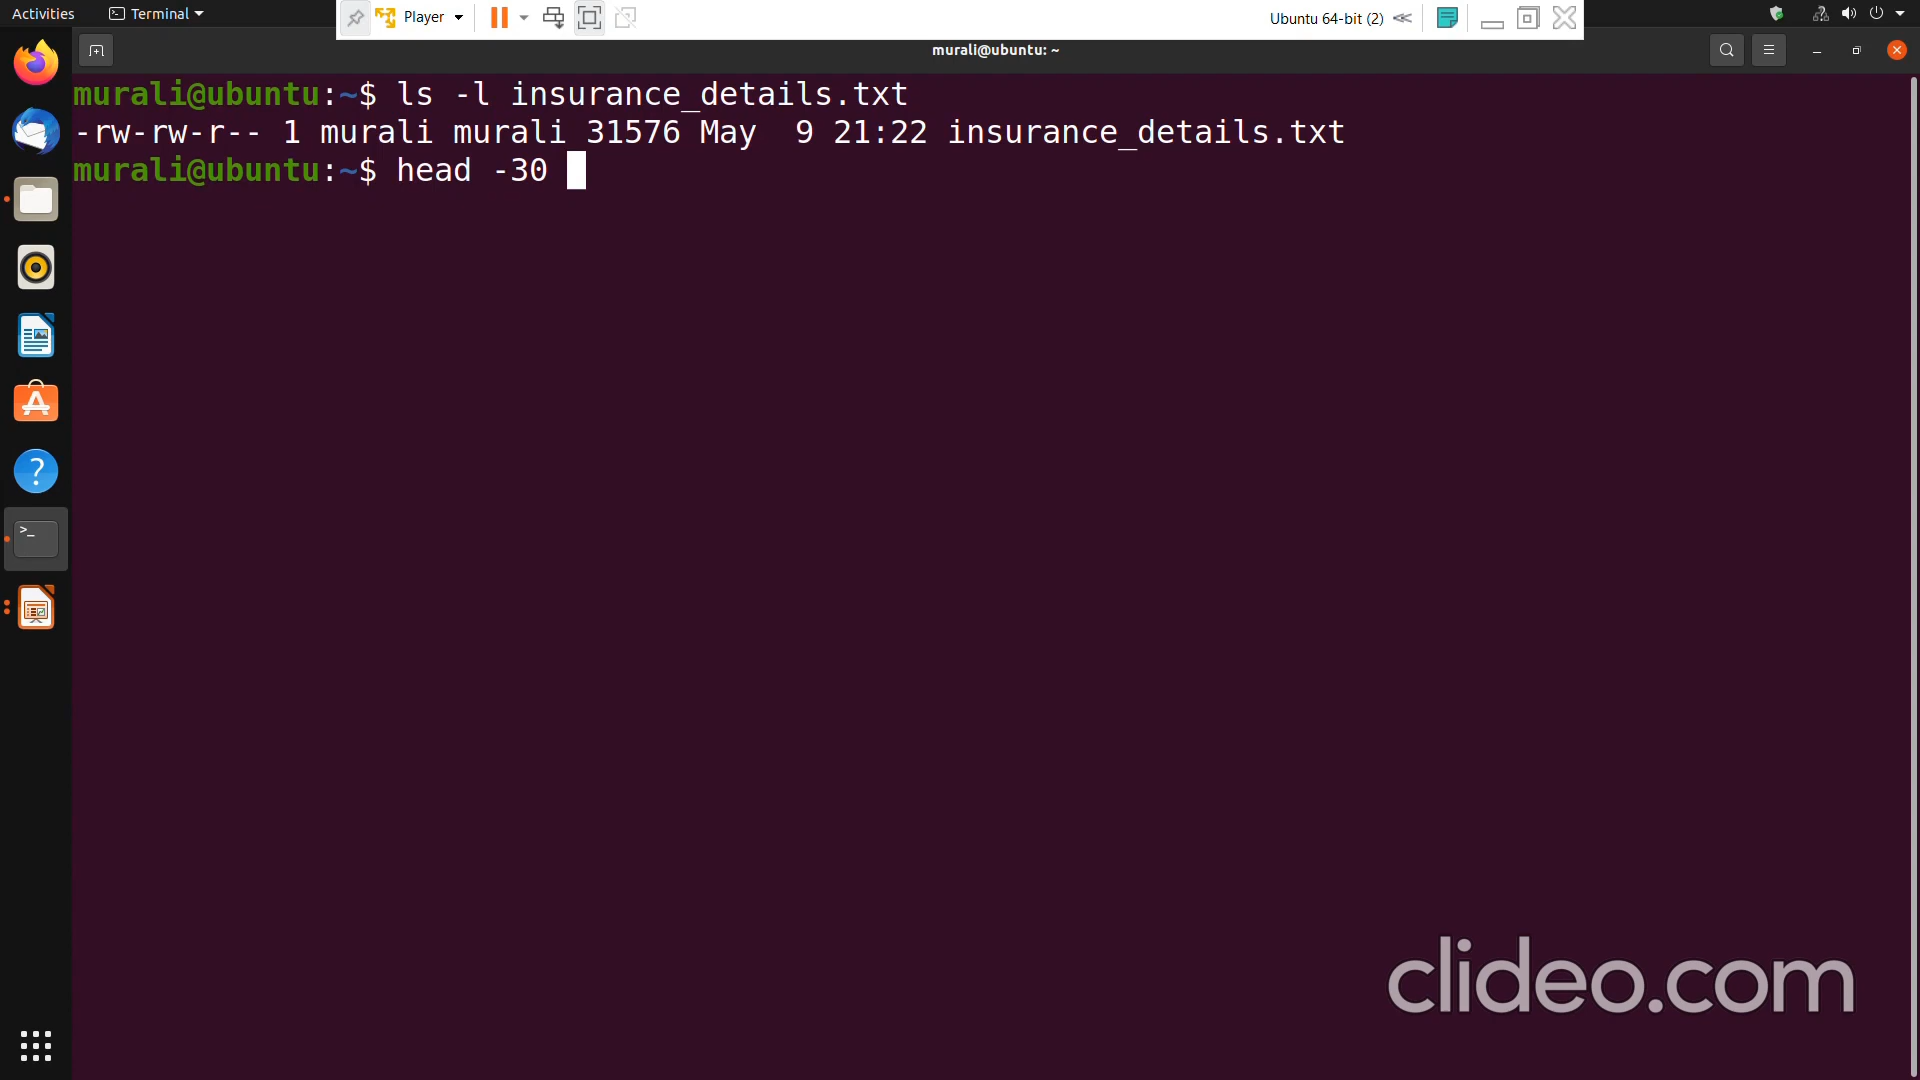 Activities Terminal Player Ubuntu 64-bit (2)
murali@ubuntu: ~
murali@ubuntu:~$ ls -l insurance_details.txt
-rw-rw-r-- 1 murali murali 31576 May  9 21:22 insurance_details.txt
murali@ubuntu:~$ head -30
clideo.com